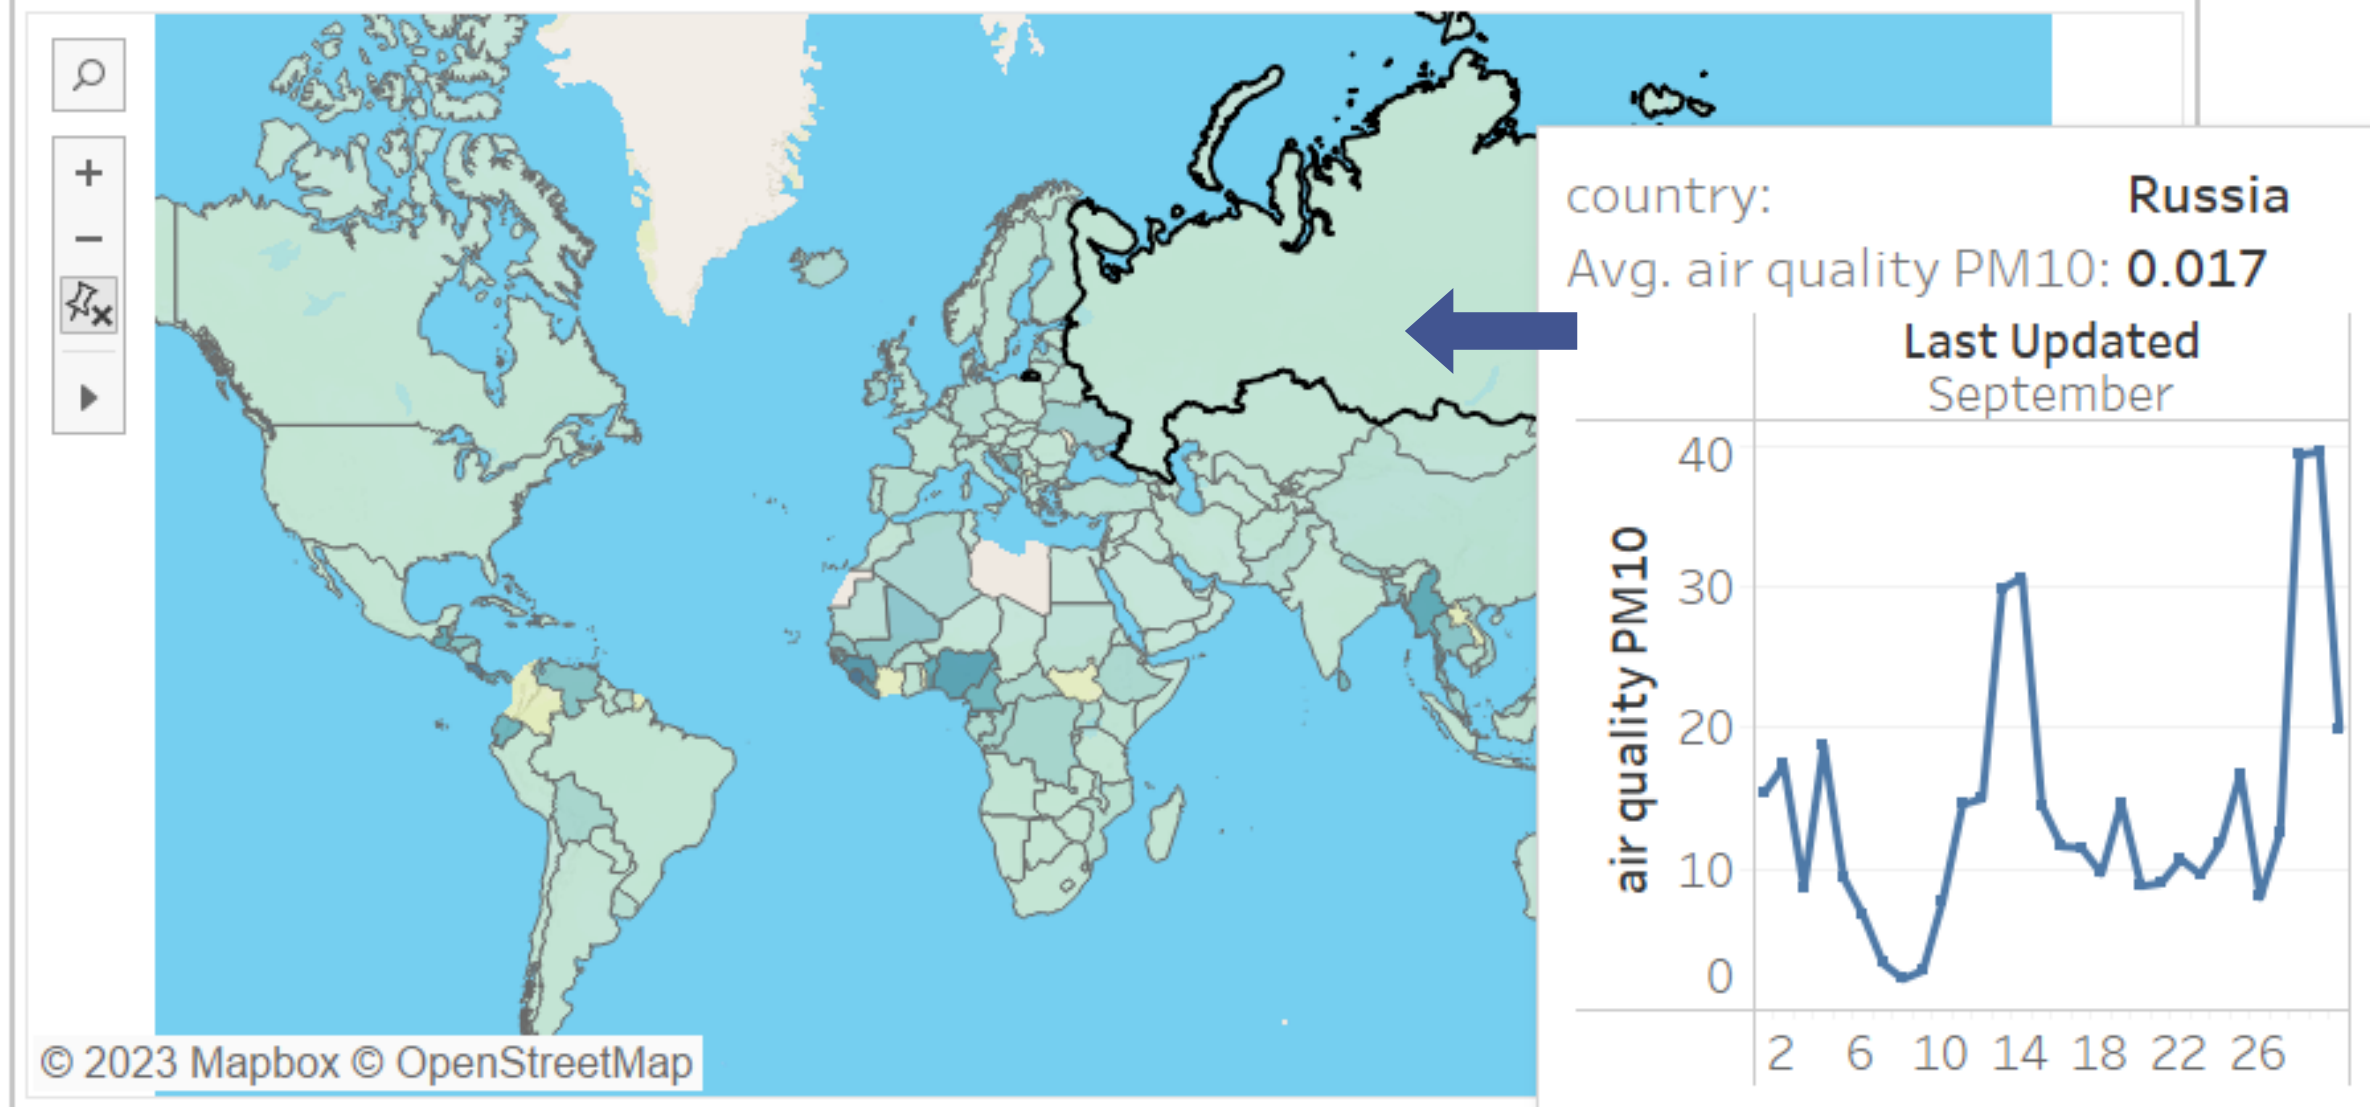 country: Russia
Avg. air quality PM10: 0.017
Last Updated
September
air quality PM10
40
30
20
10
0
2 6 10 14 18 22 26
© 2023 Mapbox © OpenStreetMap